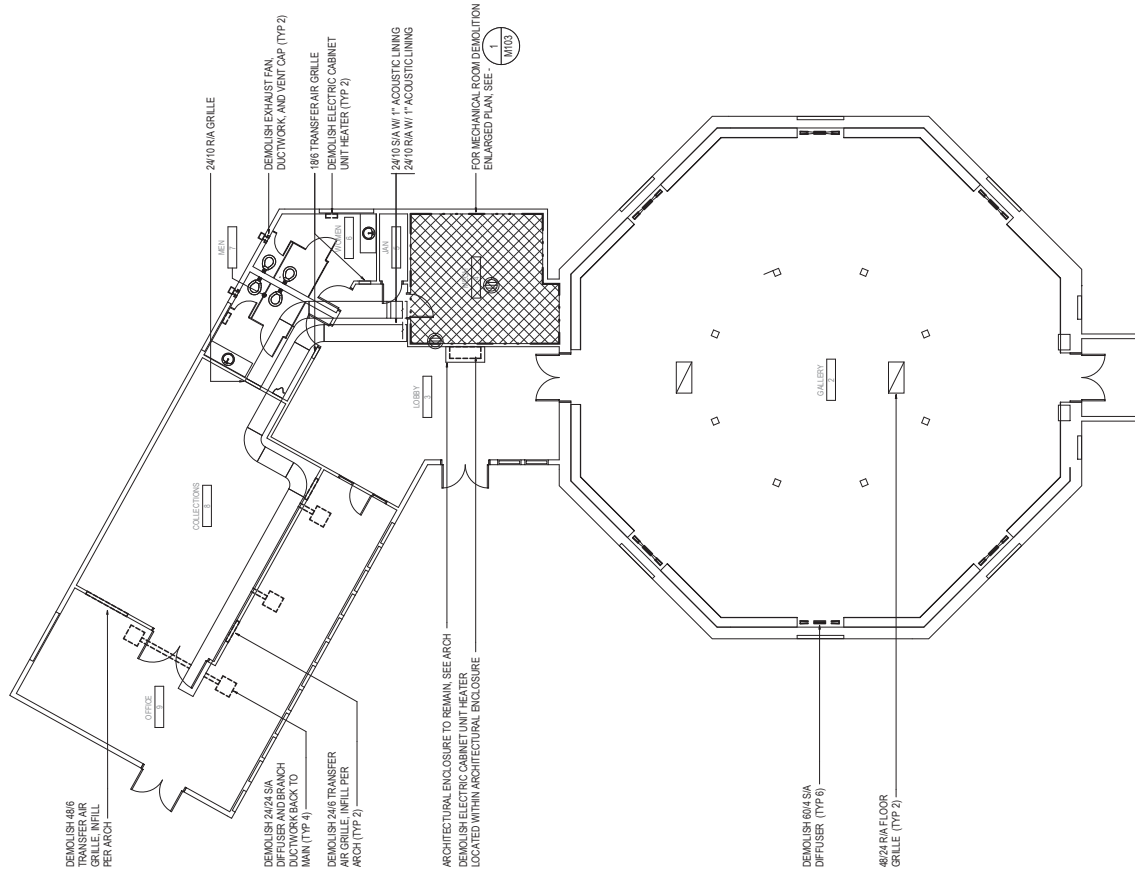 DEMOLISH 48/6
TRANSFER AIR
GRILLE, INFILL
PER ARCH
DEMOLISH 24/24 S/A
DIFFUSER AND BRANCH
DUCTWORK BACK TO
MAIN (TYP 4)
DEMOLISH 24/6 TRANSFER
AIR GRILLE, INFILL PER
ARCH (TYP 2)
ARCHITECTURAL ENCLOSURE TO REMAIN, SEE ARCH
DEMOLISH ELECTRIC CABINET UNIT HEATER
LOCATED WITHIN ARCHITECTURAL ENCLOSURE
DEMOLISH 60/4 S/A
DIFFUSER (TYP 6)
48/24 R/A FLOOR
GRILLE (TYP 2)
OFFICE
9
COLLECTIONS
8
MEN
7
WOMEN
6
JAN
LOBBY
3
GALLERY
2
24/10 R/A GRILLE
DEMOLISH EXHAUST FAN,
DUCTWORK, AND VENT CAP (TYP 2)
18/6 TRANSFER AIR GRILLE
DEMOLISH ELECTRIC CABINET
UNIT HEATER (TYP 2)
24/10 S/A W/ 1" ACOUSTIC LINING
24/10 R/A W/ 1" ACOUSTIC LINING
FOR MECHANICAL ROOM DEMOLITION
ENLARGED PLAN, SEE -
1
M103